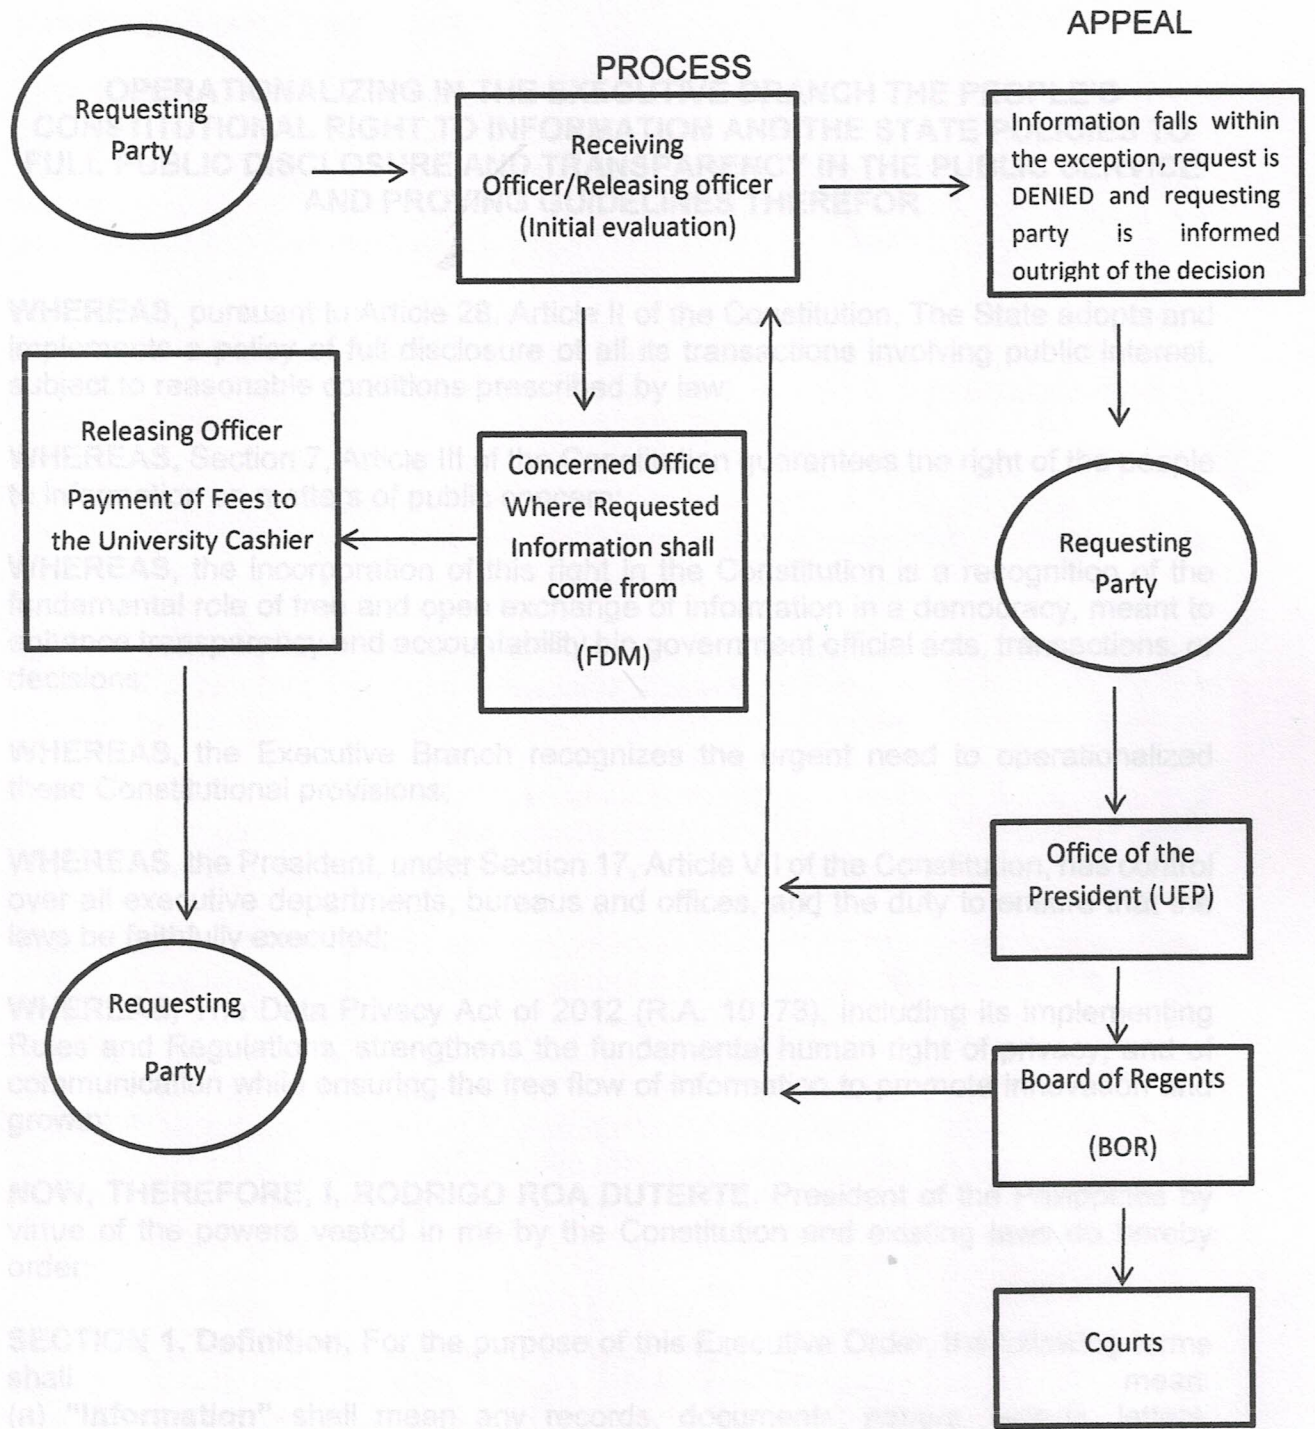 APPEAL
PROCESS
Requesting
Party
Receiving
Officer/Releasing officer
(Initial evaluation)
Information falls within
the exception, request is
DENIED and requesting
party is informed
outright of the decision
Releasing Officer
Payment of Fees to
the University Cashier
Concerned Office
Where Requested
Information shall
come from
(FDM)
Requesting
Party
Office of the
President (UEP)
Requesting
Party
Board of Regents
(BOR)
Courts
OPERATIONALIZING IN THE EXECUTIVE BRANCH THE PEOPLE'S
CONSTITUTIONAL RIGHT TO INFORMATION AND THE STATE POLICIES TO
FULL PUBLIC DISCLOSURE AND TRANSPARENCY IN THE PUBLIC SERVICE
AND PROVING GUIDELINES THEREFOR
WHEREAS, pursuant to Article 28, Article II of the Constitution, The State adopts and
implements a policy of full disclosure of all its transactions involving public interest,
subject to reasonable conditions prescribed by law;
WHEREAS, Section 7, Article III of the Constitution guarantees the right of the people
to information on matters of public concern;
WHEREAS, the incorporation of this right in the Constitution is a recognition of the
fundamental role of free and open exchange of information in a democracy, meant to
enhance transparency and accountability in government official acts, transactions, or
decisions;
WHEREAS, the Executive Branch recognizes the urgent need to operationalized
these Constitutional provisions;
WHEREAS, the President, under Section 17, Article VII of the Constitution, has control
over all executive departments, bureaus and offices, and the duty to ensure that the
laws be faithfully executed;
WHEREAS, The Data Privacy Act of 2012 (R.A. 10173), including its implementing
Rules and Regulations, strengthens the fundamental human right of privacy, and of
communication while ensuring the free flow of information to promote innovation and
growth;
NOW, THEREFORE, I, RODRIGO ROA DUTERTE, President of the Philippines by
virtue of the powers vested in me by the Constitution and existing laws do hereby
order
SECTION 1. Definition. For the purpose of this Executive Order, the following terms
shall mean
(a) "Information" shall mean any records, documents, papers, letters,